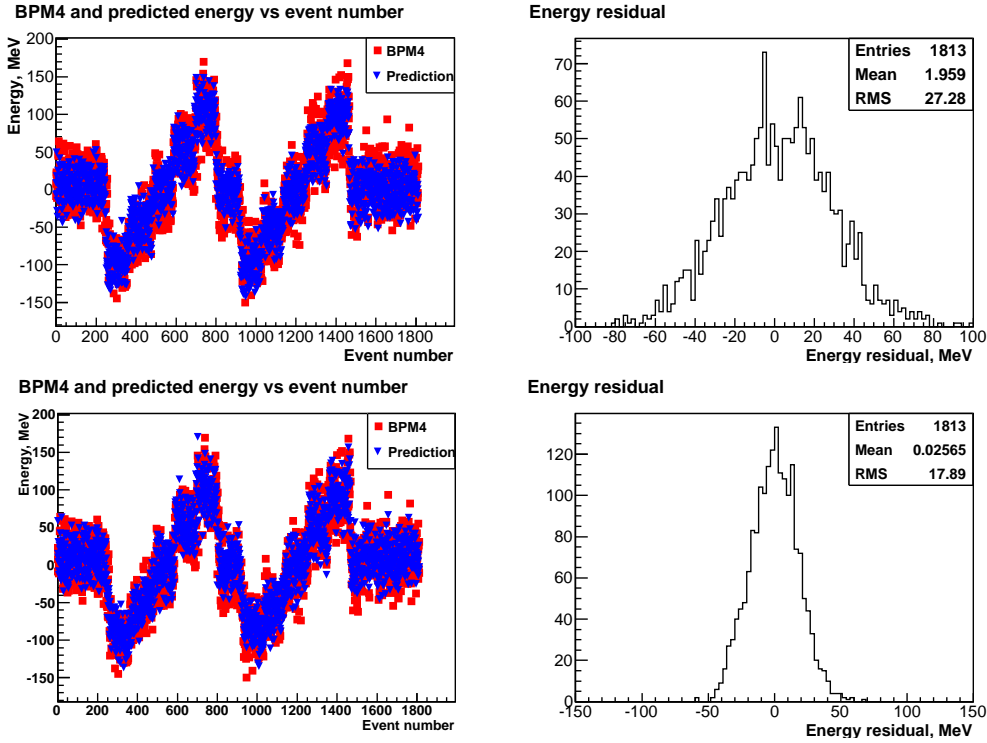 BPM4 and predicted energy vs event number
Energy, MeV
200
150
100
50
0
-50
-100
-150
0 200 400 600 800 1000 1200 1400 1600 1800
Event number
BPM4
Prediction
Energy residual
Entries 1813
Mean 1.959
RMS 27.28
70
60
50
40
30
20
10
0
-100 -80 -60 -40 -20 0 20 40 60 80 100
Energy residual, MeV
BPM4 and predicted energy vs event number
Energy, MeV
200
150
100
50
0
-50
-100
-150
0 200 400 600 800 1000 1200 1400 1600 1800
Event number
BPM4
Prediction
Energy residual
Entries 1813
Mean 0.02565
RMS 17.89
120
100
80
60
40
20
0
-150 -100 -50 0 50 100 150
Energy residual, MeV